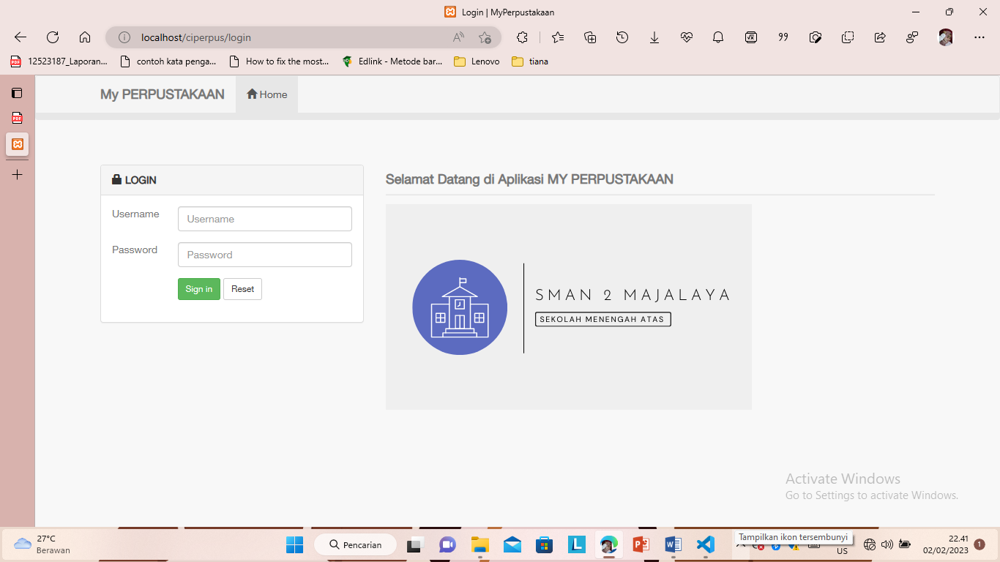 Login | MyPerpustakaan
localhost/ciperpus/login
12523187_Laporan...
contoh kata penga...
How to fix the most...
Edlink - Metode bar...
Lenovo
tiana
My PERPUSTAKAAN
Home
LOGIN
Username
Username
Password
Password
Sign in
Reset
Selamat Datang di Aplikasi MY PERPUSTAKAAN
SMAN 2 MAJALAYA
SEKOLAH MENENGAH ATAS
Activate Windows
Go to Settings to activate Windows.
27°C
Berawan
Pencarian
Tampilkan ikon tersembunyi
US
22.41
02/02/2023
1